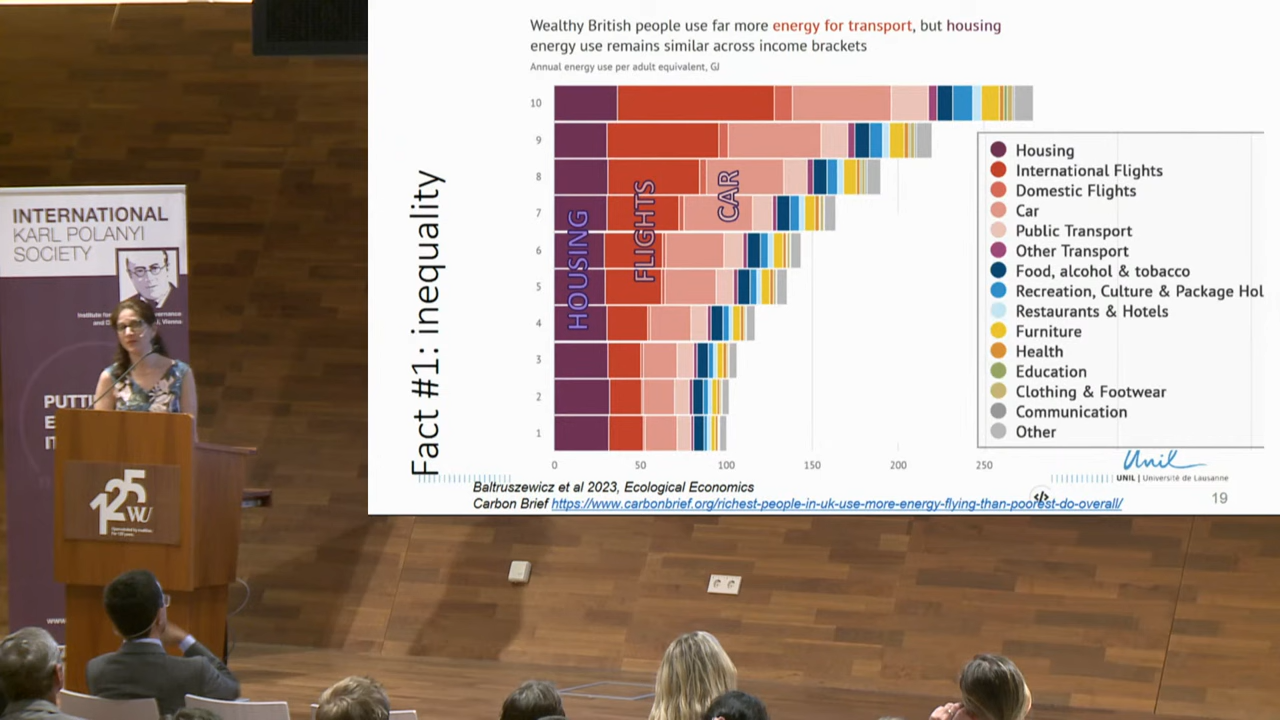 Wealthy British people use far more energy for transport, but housing
energy use remains similar across income brackets
Annual energy use per adult equivalent, GJ
Fact #1: inequality
10
9
8
7
6
5
4
3
2
1
HOUSING
FLIGHTS
CAR
0
50
100
150
200
250
Housing
International Flights
Domestic Flights
Car
Public Transport
Other Transport
Food, alcohol & tobacco
Recreation, Culture & Package Hol
Restaurants & Hotels
Furniture
Health
Education
Clothing & Footwear
Communication
Other
Unil
UNIL | Université de Lausanne
19
Baltruszewicz et al 2023, Ecological Economics
Carbon Brief https://www.carbonbrief.org/richest-people-in-uk-use-more-energy-flying-than-poorest-do-overall/
INTERNATIONAL
KARL POLANYI
SOCIETY
Vienna
PUTTI
E
125
WU
www